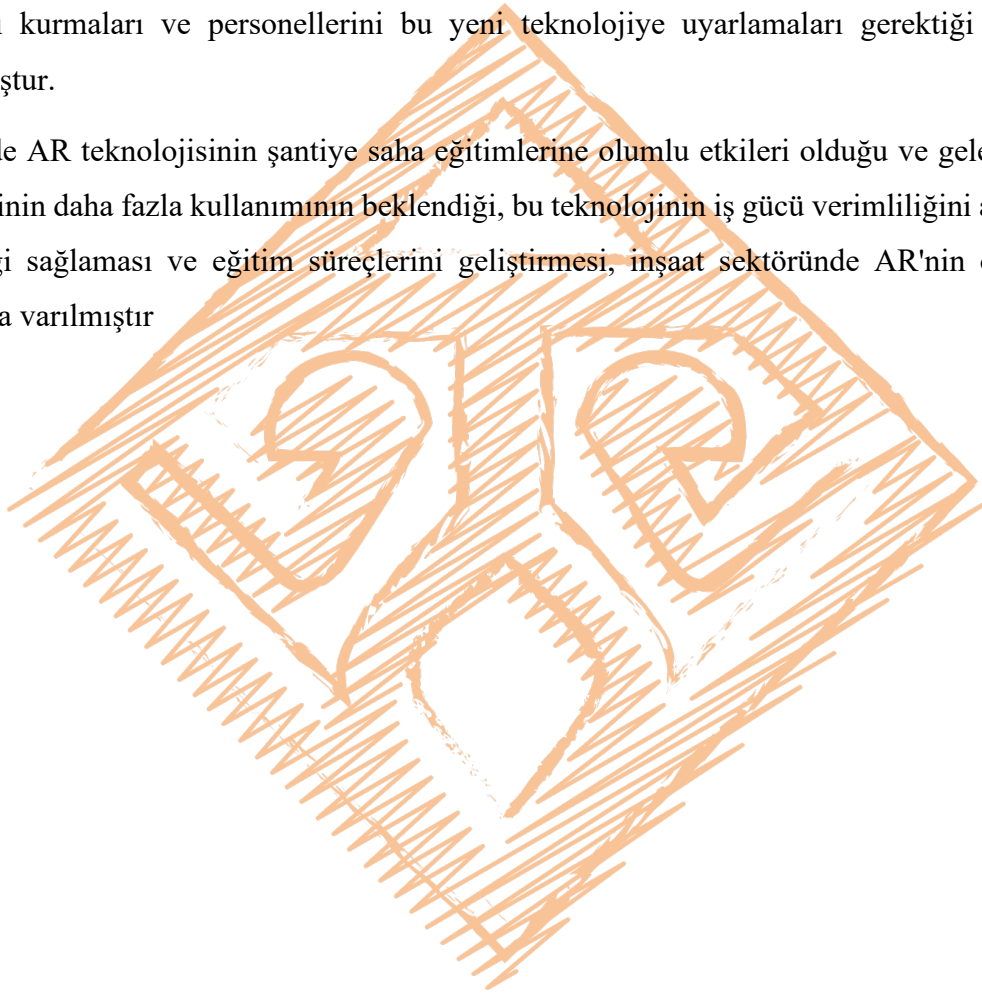 kurmaları ve personellerini bu yeni teknolojiye uyarlamaları gerektiği
ştur.
le AR teknolojisinin şantiye saha eğitimlerine olumlu etkileri olduğu ve gele
inin daha fazla kullanımının beklendiği, bu teknolojinin iş gücü verimliliğini a
ği sağlaması ve eğitim süreçlerini geliştirmesi, inşaat sektöründe AR'nin
a varılmıştır